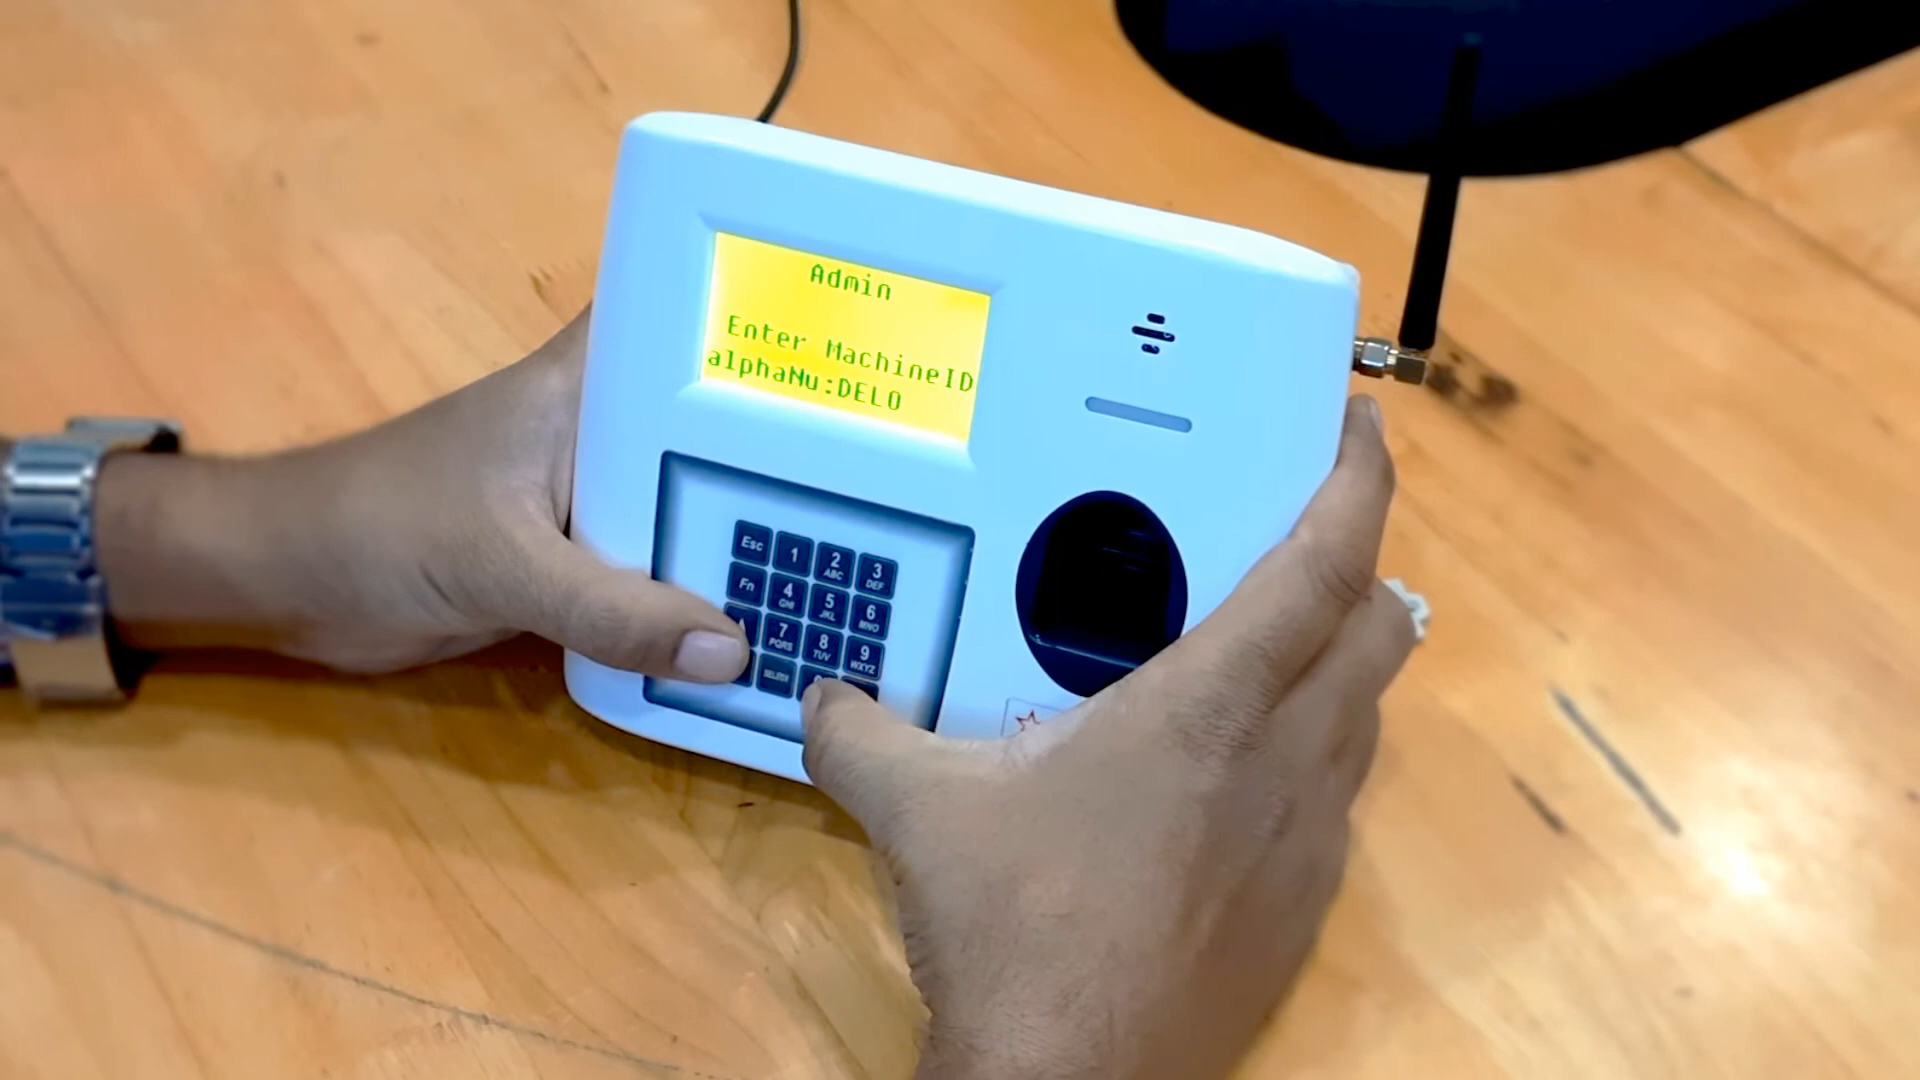 Admin
Enter MachineID
alphaNu:DEL0
Esc 1 2 ABC 3 DEF
Fn 4 GHI 5 JKL 6 MNO
7 PQRS 8 TUV 9 WXYZ